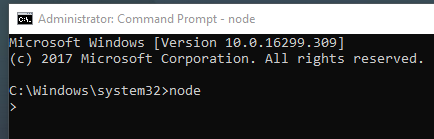 Administrator: Command Prompt - node
Microsoft Windows [Version 10.0.16299.309]
(c) 2017 Microsoft Corporation. All rights reserved.
C:\Windows\system32>node
>